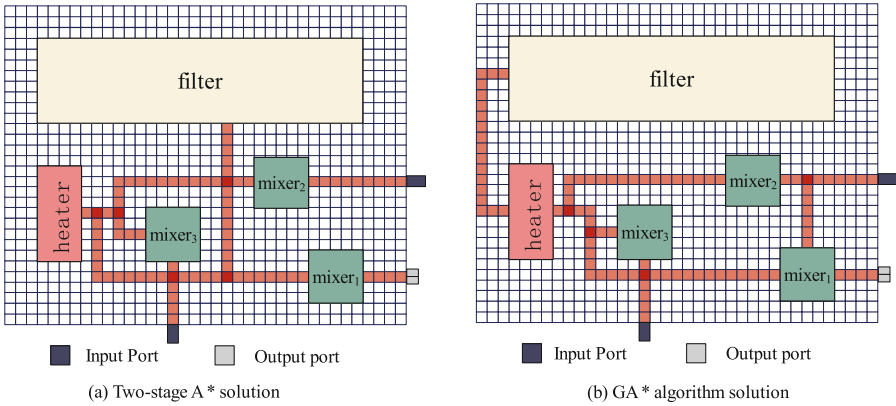 filter
heater
mixer₂
mixer₃
mixer₁
Input Port
Output port
(a) Two-stage A* solution
filter
heater
mixer₂
mixer₃
mixer₁
Input Port
Output port
(b) GA* algorithm solution